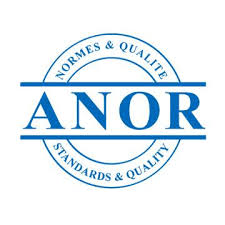 NORMES & QUALITE
ANOR
STANDARDS & QUALITY